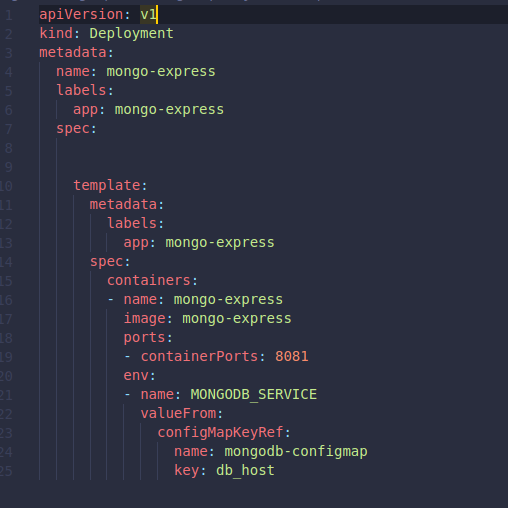 1 apiVersion: v1
2 kind: Deployment
3 metadata:
4   name: mongo-express
5   labels:
6     app: mongo-express
7   spec:
8
9
10     template:
11       metadata:
12         labels:
13           app: mongo-express
14       spec:
15         containers:
16         - name: mongo-express
17           image: mongo-express
18           ports:
19           - containerPorts: 8081
20           env:
21           - name: MONGODB_SERVICE
22             valueFrom:
23               configMapKeyRef:
24                 name: mongodb-configmap
25                 key: db_host